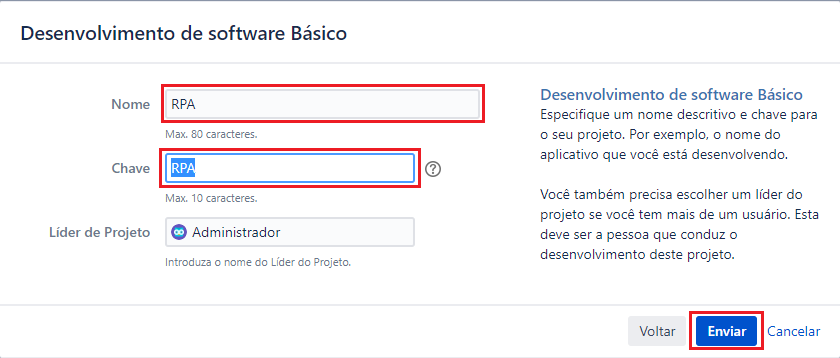 Desenvolvimento de software Básico
Nome
RPA
Max. 80 caracteres.
Chave
RPA
?
Max. 10 caracteres.
Líder de Projeto
Administrador
Introduza o nome do Líder do Projeto.
Desenvolvimento de software Básico
Especifique um nome descritivo e chave para
o seu projeto. Por exemplo, o nome do
aplicativo que você está desenvolvendo.
Você também precisa escolher um líder do
projeto se você tem mais de um usuário. Esta
deve ser a pessoa que conduz o
desenvolvimento deste projeto.
Voltar
Enviar
Cancelar